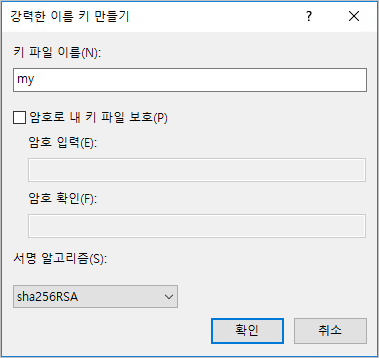 강력한 이름 키 만들기
키 파일 이름(N):
my
암호로 내 키 파일 보호(P)
암호 입력(E):
암호 확인(F):
서명 알고리즘(S):
sha256RSA
확인 취소